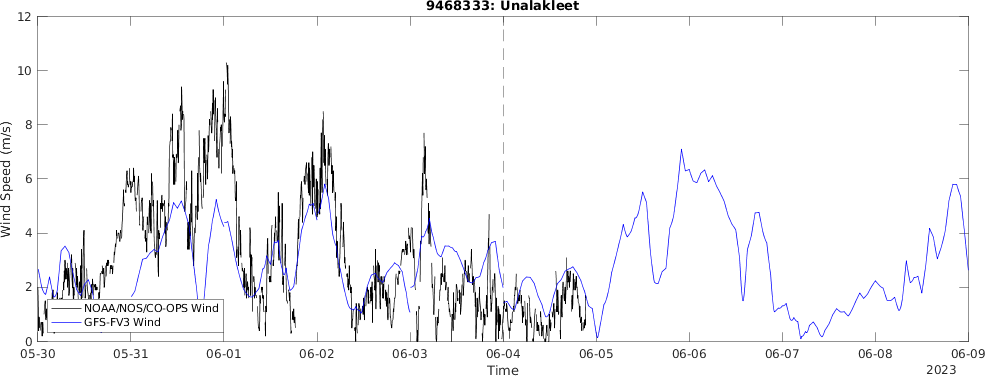 9468333: Unalakleet
12
10
8
6
4
2
0
Wind Speed (m/s)
NOAA/NOS/CO-OPS Wind
GFS-FV3 Wind
05-30 05-31 06-01 06-02 06-03 06-04 06-05 06-06 06-07 06-08 06-09
Time
2023